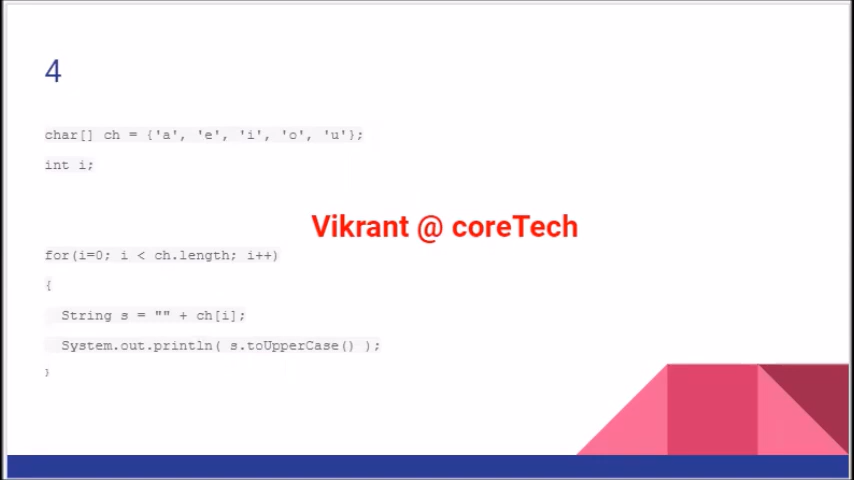 4
char[] ch = {'a', 'e', 'i', 'o', 'u'};
int i;
Vikrant @ coreTech
for(i=0; i < ch.length; i++)
{
String s = "" + ch[i];
System.out.println( s.toUpperCase() );
}